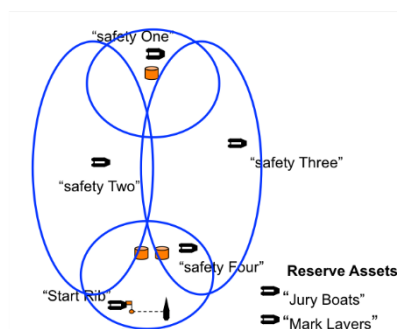 “safety One”
“safety Three”
“safety Two”
“safety Four”
“Start Rib”
Reserve Assets
“Jury Boats”
“Mark Layers”